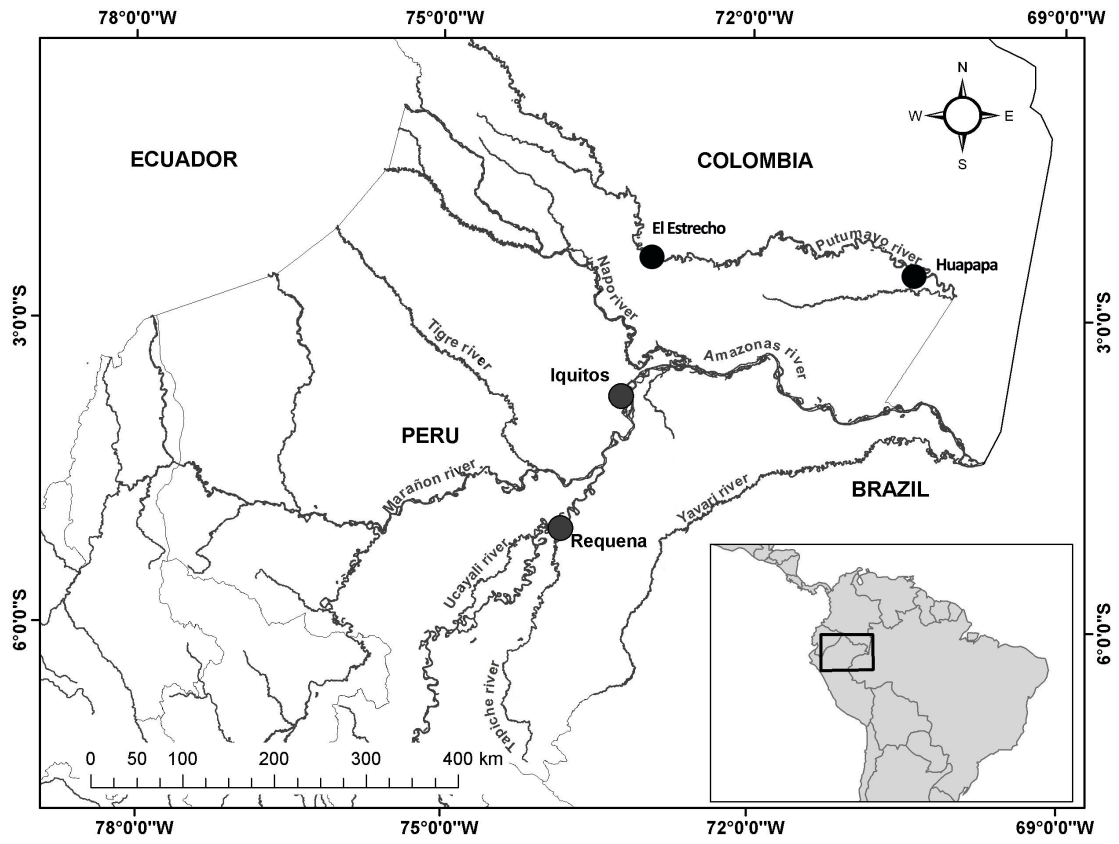 78°0'0"W 75°0'0"W 72°0'0"W 69°0'0"W
N
W E
S
ECUADOR
COLOMBIA
El Estrecho
Putumayo river
Huapapa
Napo river
3°0'0"S
3°0'0"S
Tigre river
Amazonas river
Iquitos
PERU
Marañon river
BRAZIL
Yavari river
Requena
Ucayali river
6°0'0"S
6°0'0"S
Tapiche river
0 50 100 200 300 400 km
78°0'0"W 75°0'0"W 72°0'0"W 69°0'0"W